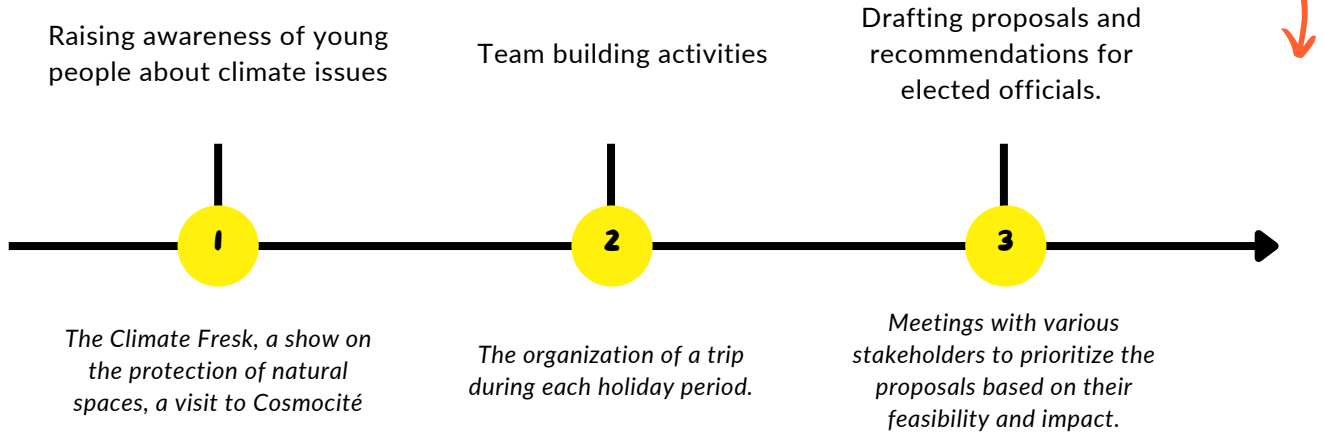 Raising awareness of young
people about climate issues
Team building activities
Drafting proposals and
recommendations for
elected officials.
1
2
3
The Climate Fresk, a show on
the protection of natural
spaces, a visit to Cosmocité
The organization of a trip
during each holiday period.
Meetings with various
stakeholders to prioritize the
proposals based on their
feasibility and impact.